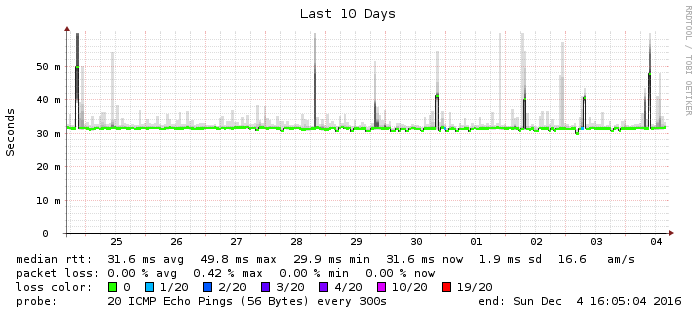 Last 10 Days
RRDTOOL / TOBI OETIKER
Seconds
50 m
40 m
30 m
20 m
10 m
0
25 26 27 28 29 30 01 02 03 04
median rtt: 31.6 ms avg 49.8 ms max 29.9 ms min 31.6 ms now 1.9 ms sd 16.6 am/s
packet loss: 0.00 % avg 0.42 % max 0.00 % min 0.00 % now
loss color: 0 1/20 2/20 3/20 4/20 10/20 19/20
probe: 20 ICMP Echo Pings (56 Bytes) every 300s end: Sun Dec 4 16:05:04 2016